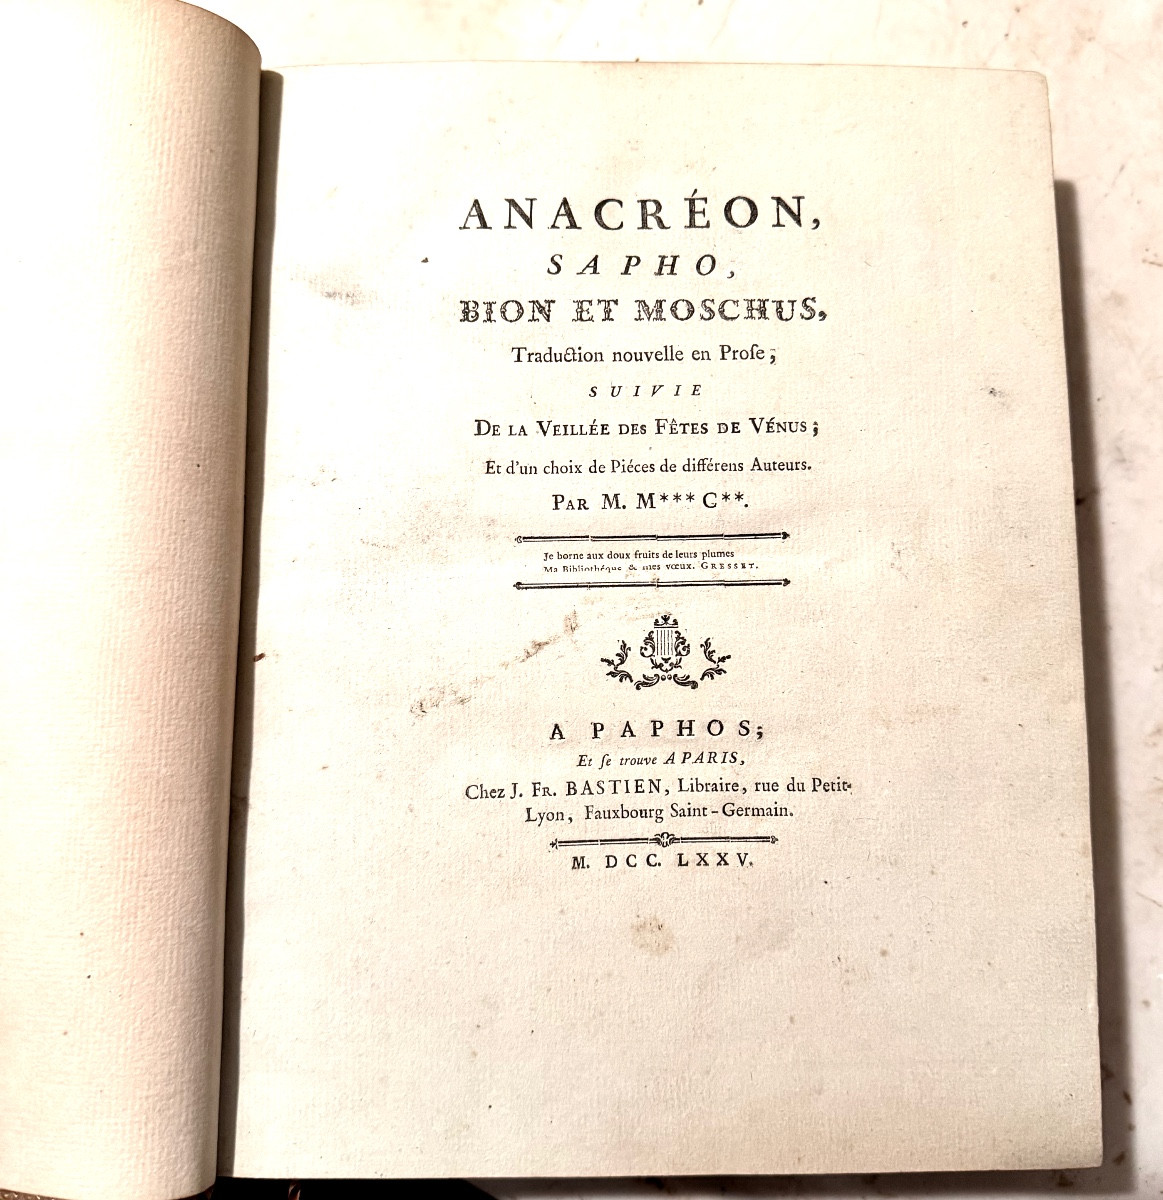 ANACRÉON,
SAPHO,
BION ET MOSCHUS,
Traduction nouvelle en Proſe;
SUIVIE
DE LA VEILLÉE DES FÊTES DE VÉNUS;
Et d'un choix de Piéces de différens Auteurs.
PAR M. M*** C**.
Je borne aux doux fruits de leurs plumes
Ma Bibliothéque & mes vœux. GRESSET.
A PAPHOS;
Et ſe trouve A PARIS,
Chez J. FR. BASTIEN, Libraire, rue du Petit-
Lyon, Fauxbourg Saint-Germain.
M. DCC. LXXV.